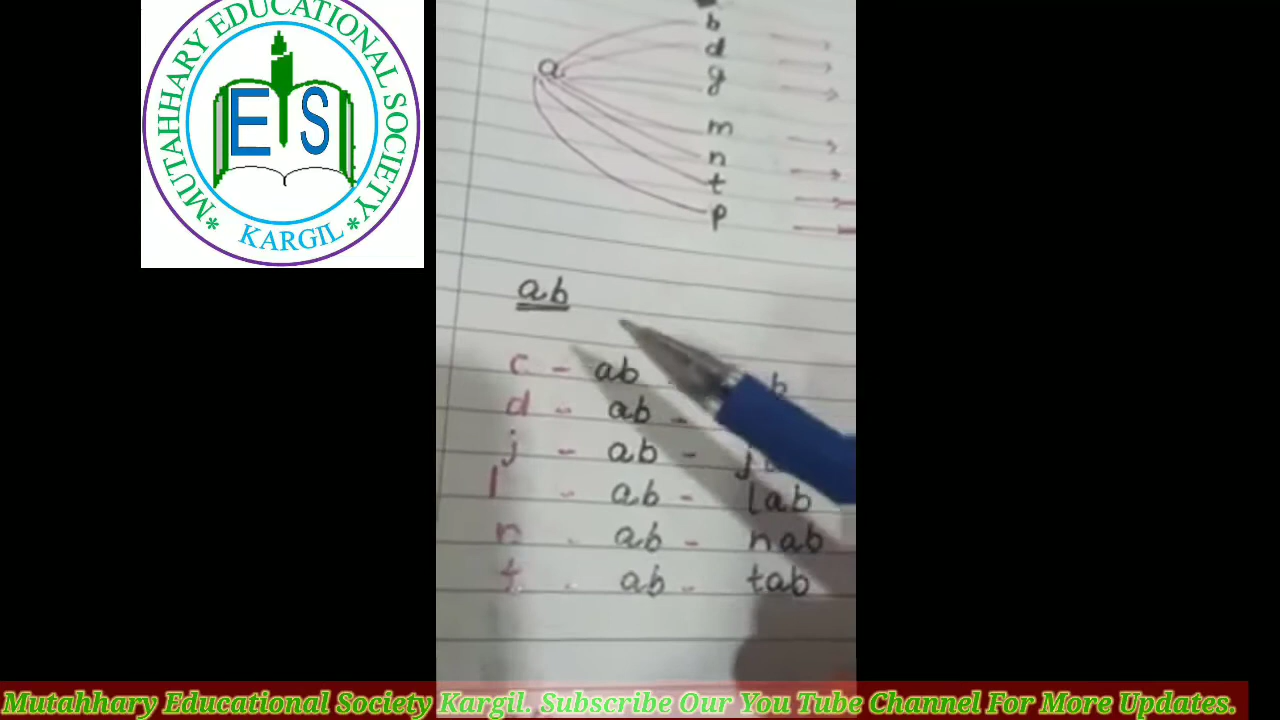 MUTAHHARY EDUCATIONAL SOCIETY
E S
* KARGIL *
a
b
d
g
m
n
t
p
ab
c - ab b
d - ab -
j - ab - j
l - ab - lab
n - ab - nab
t - ab - tab
Mutahhary Educational Society Kargil. Subscribe Our You Tube Channel For More Updates.